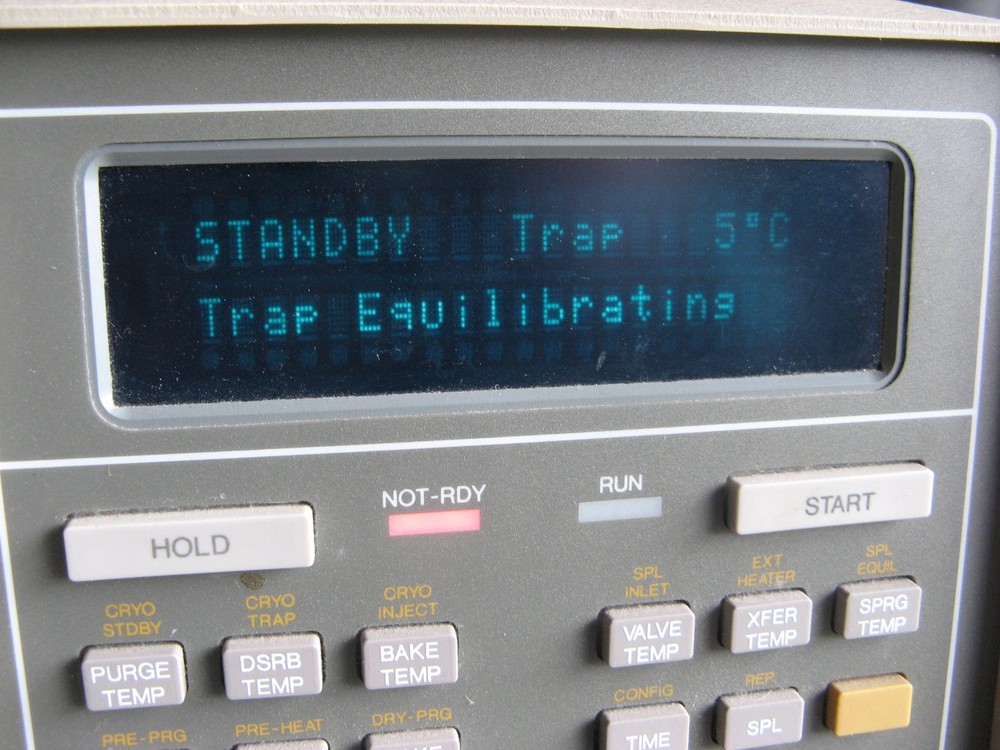 STANDBY Trap 5°C
Trap Equilibrating
NOT-RDY
RUN
START
HOLD
CRYO STDBY
CRYO TRAP
CRYO INJECT
SPL INLET
EXT HEATER
SPL EQUIL
PURGE TEMP
DSRB TEMP
BAKE TEMP
VALVE TEMP
XFER TEMP
SPRG TEMP
PRE-PRG
PRE-HEAT
DRY-PRG
CONFIG
REP.
TIME
SPL